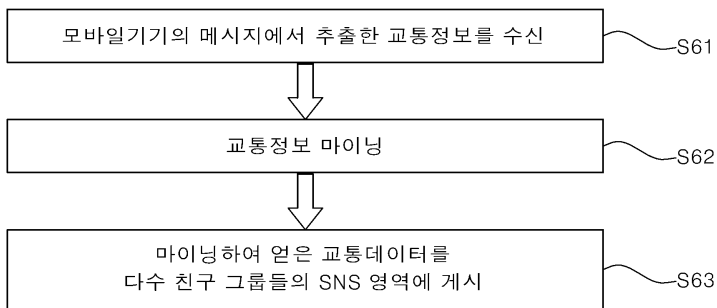 모바일기기의 메시지에서 추출한 교통정보를 수신
S61
교통정보 마이닝
S62
마이닝하여 얻은 교통데이터를
다수 친구 그룹들의 SNS 영역에 게시
S63